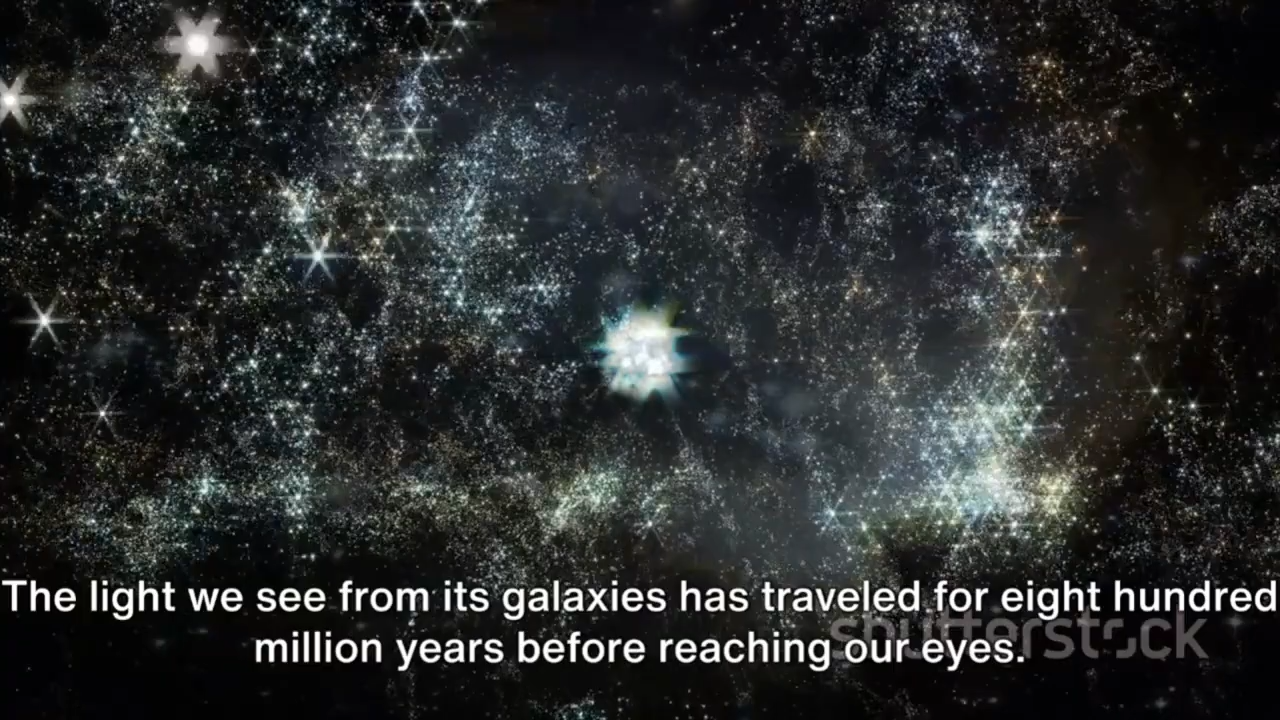 The light we see from its galaxies has traveled for eight hundred
million years before reaching our eyes.
shutterstock